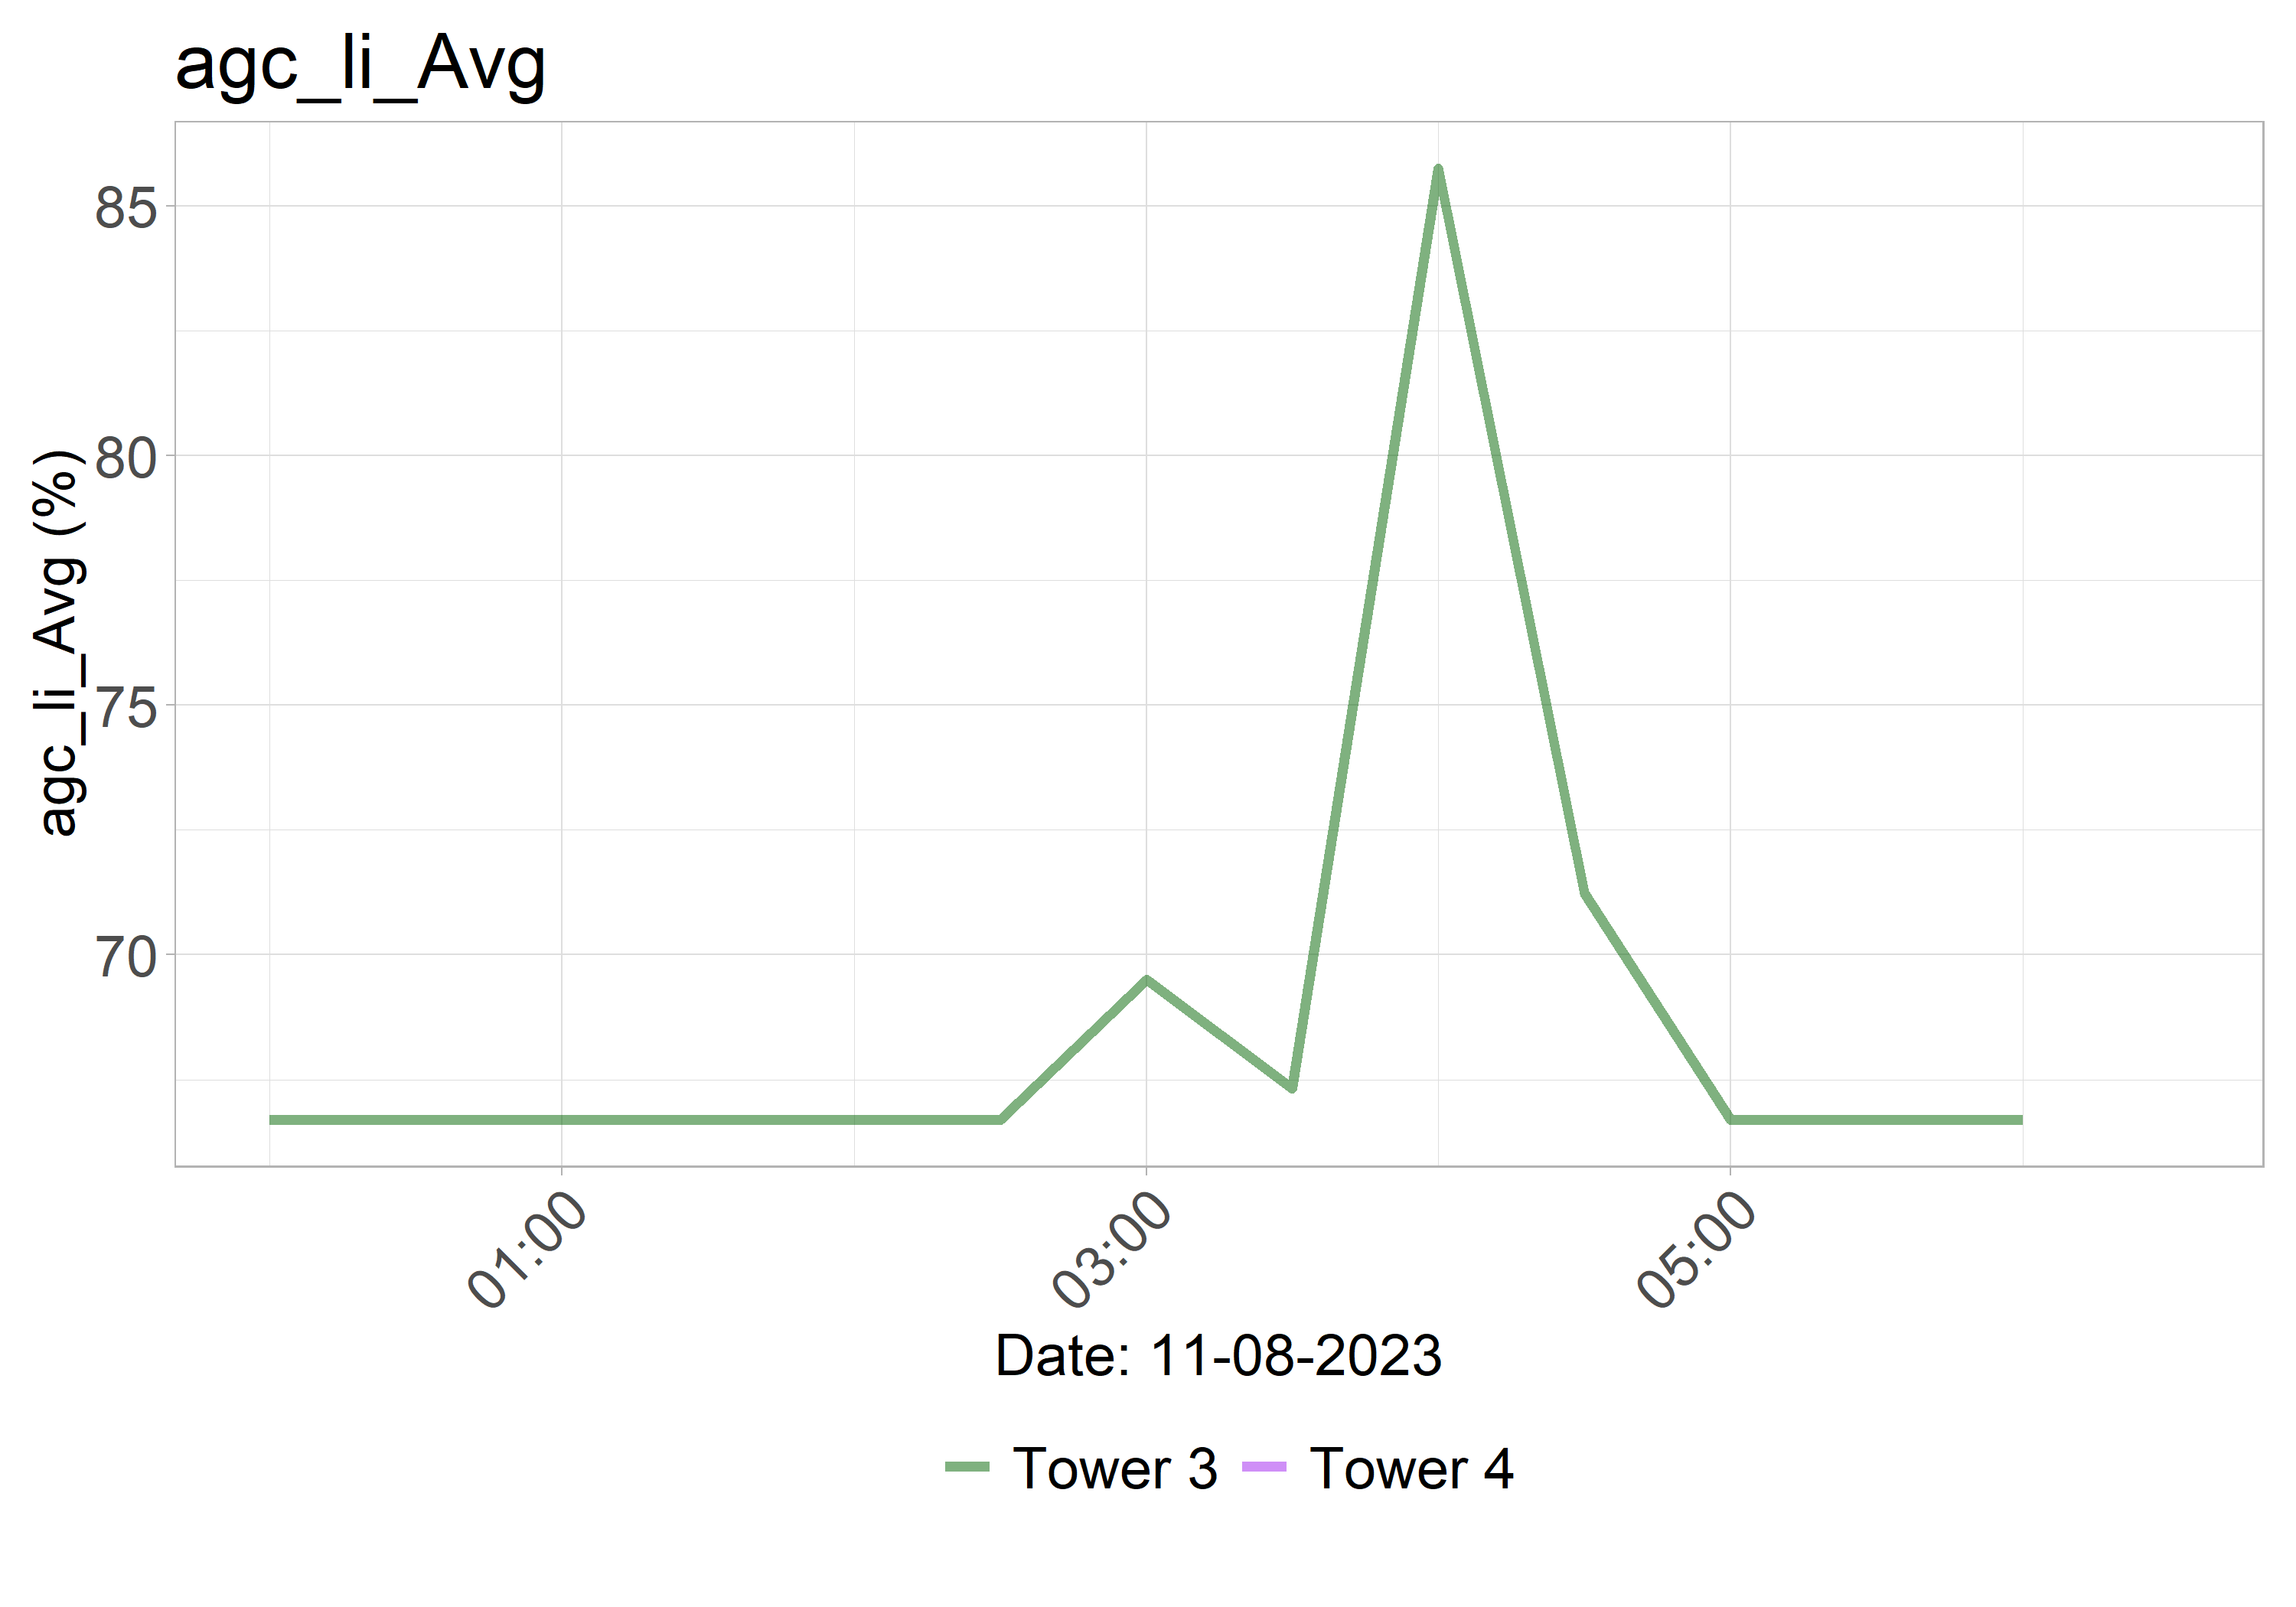 agc_li_Avg
agc_li_Avg (%)
85
80
75
70
01:00
03:00
05:00
Date: 11-08-2023
Tower 3
Tower 4